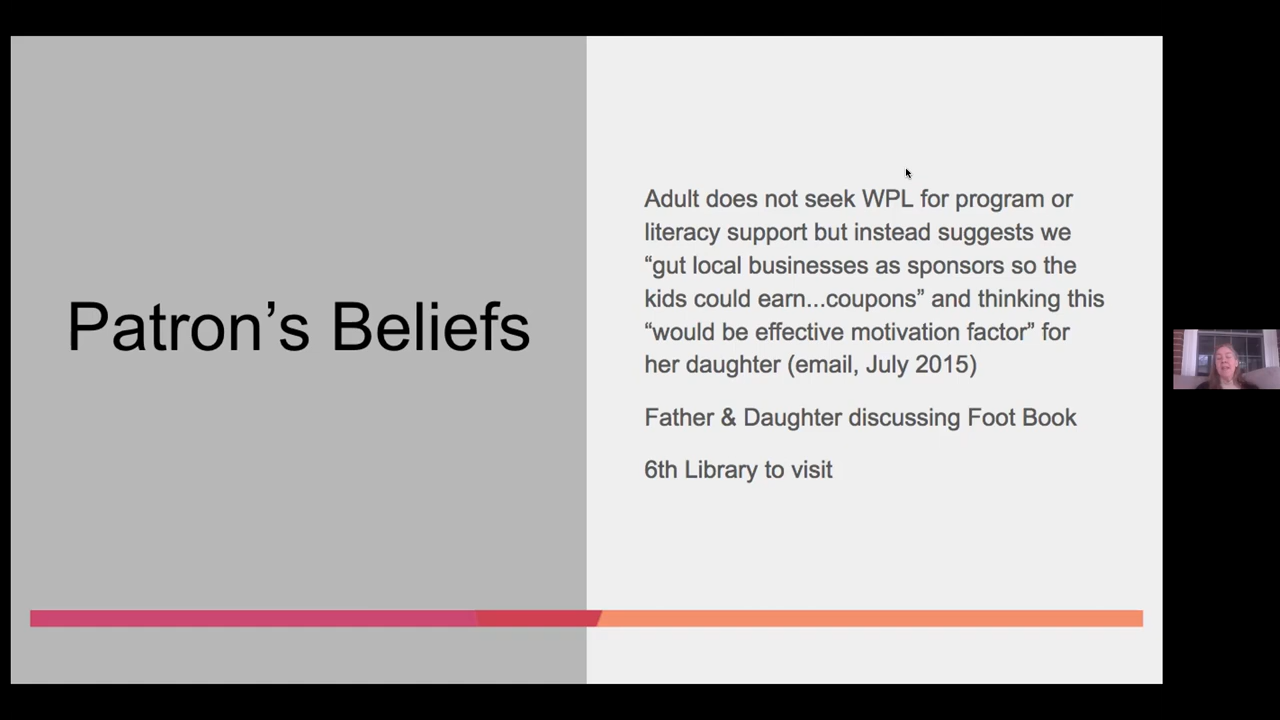 Patron’s Beliefs
Adult does not seek WPL for program or
literacy support but instead suggests we
“gut local businesses as sponsors so the
kids could earn...coupons” and thinking this
“would be effective motivation factor” for
her daughter (email, July 2015)
Father & Daughter discussing Foot Book
6th Library to visit